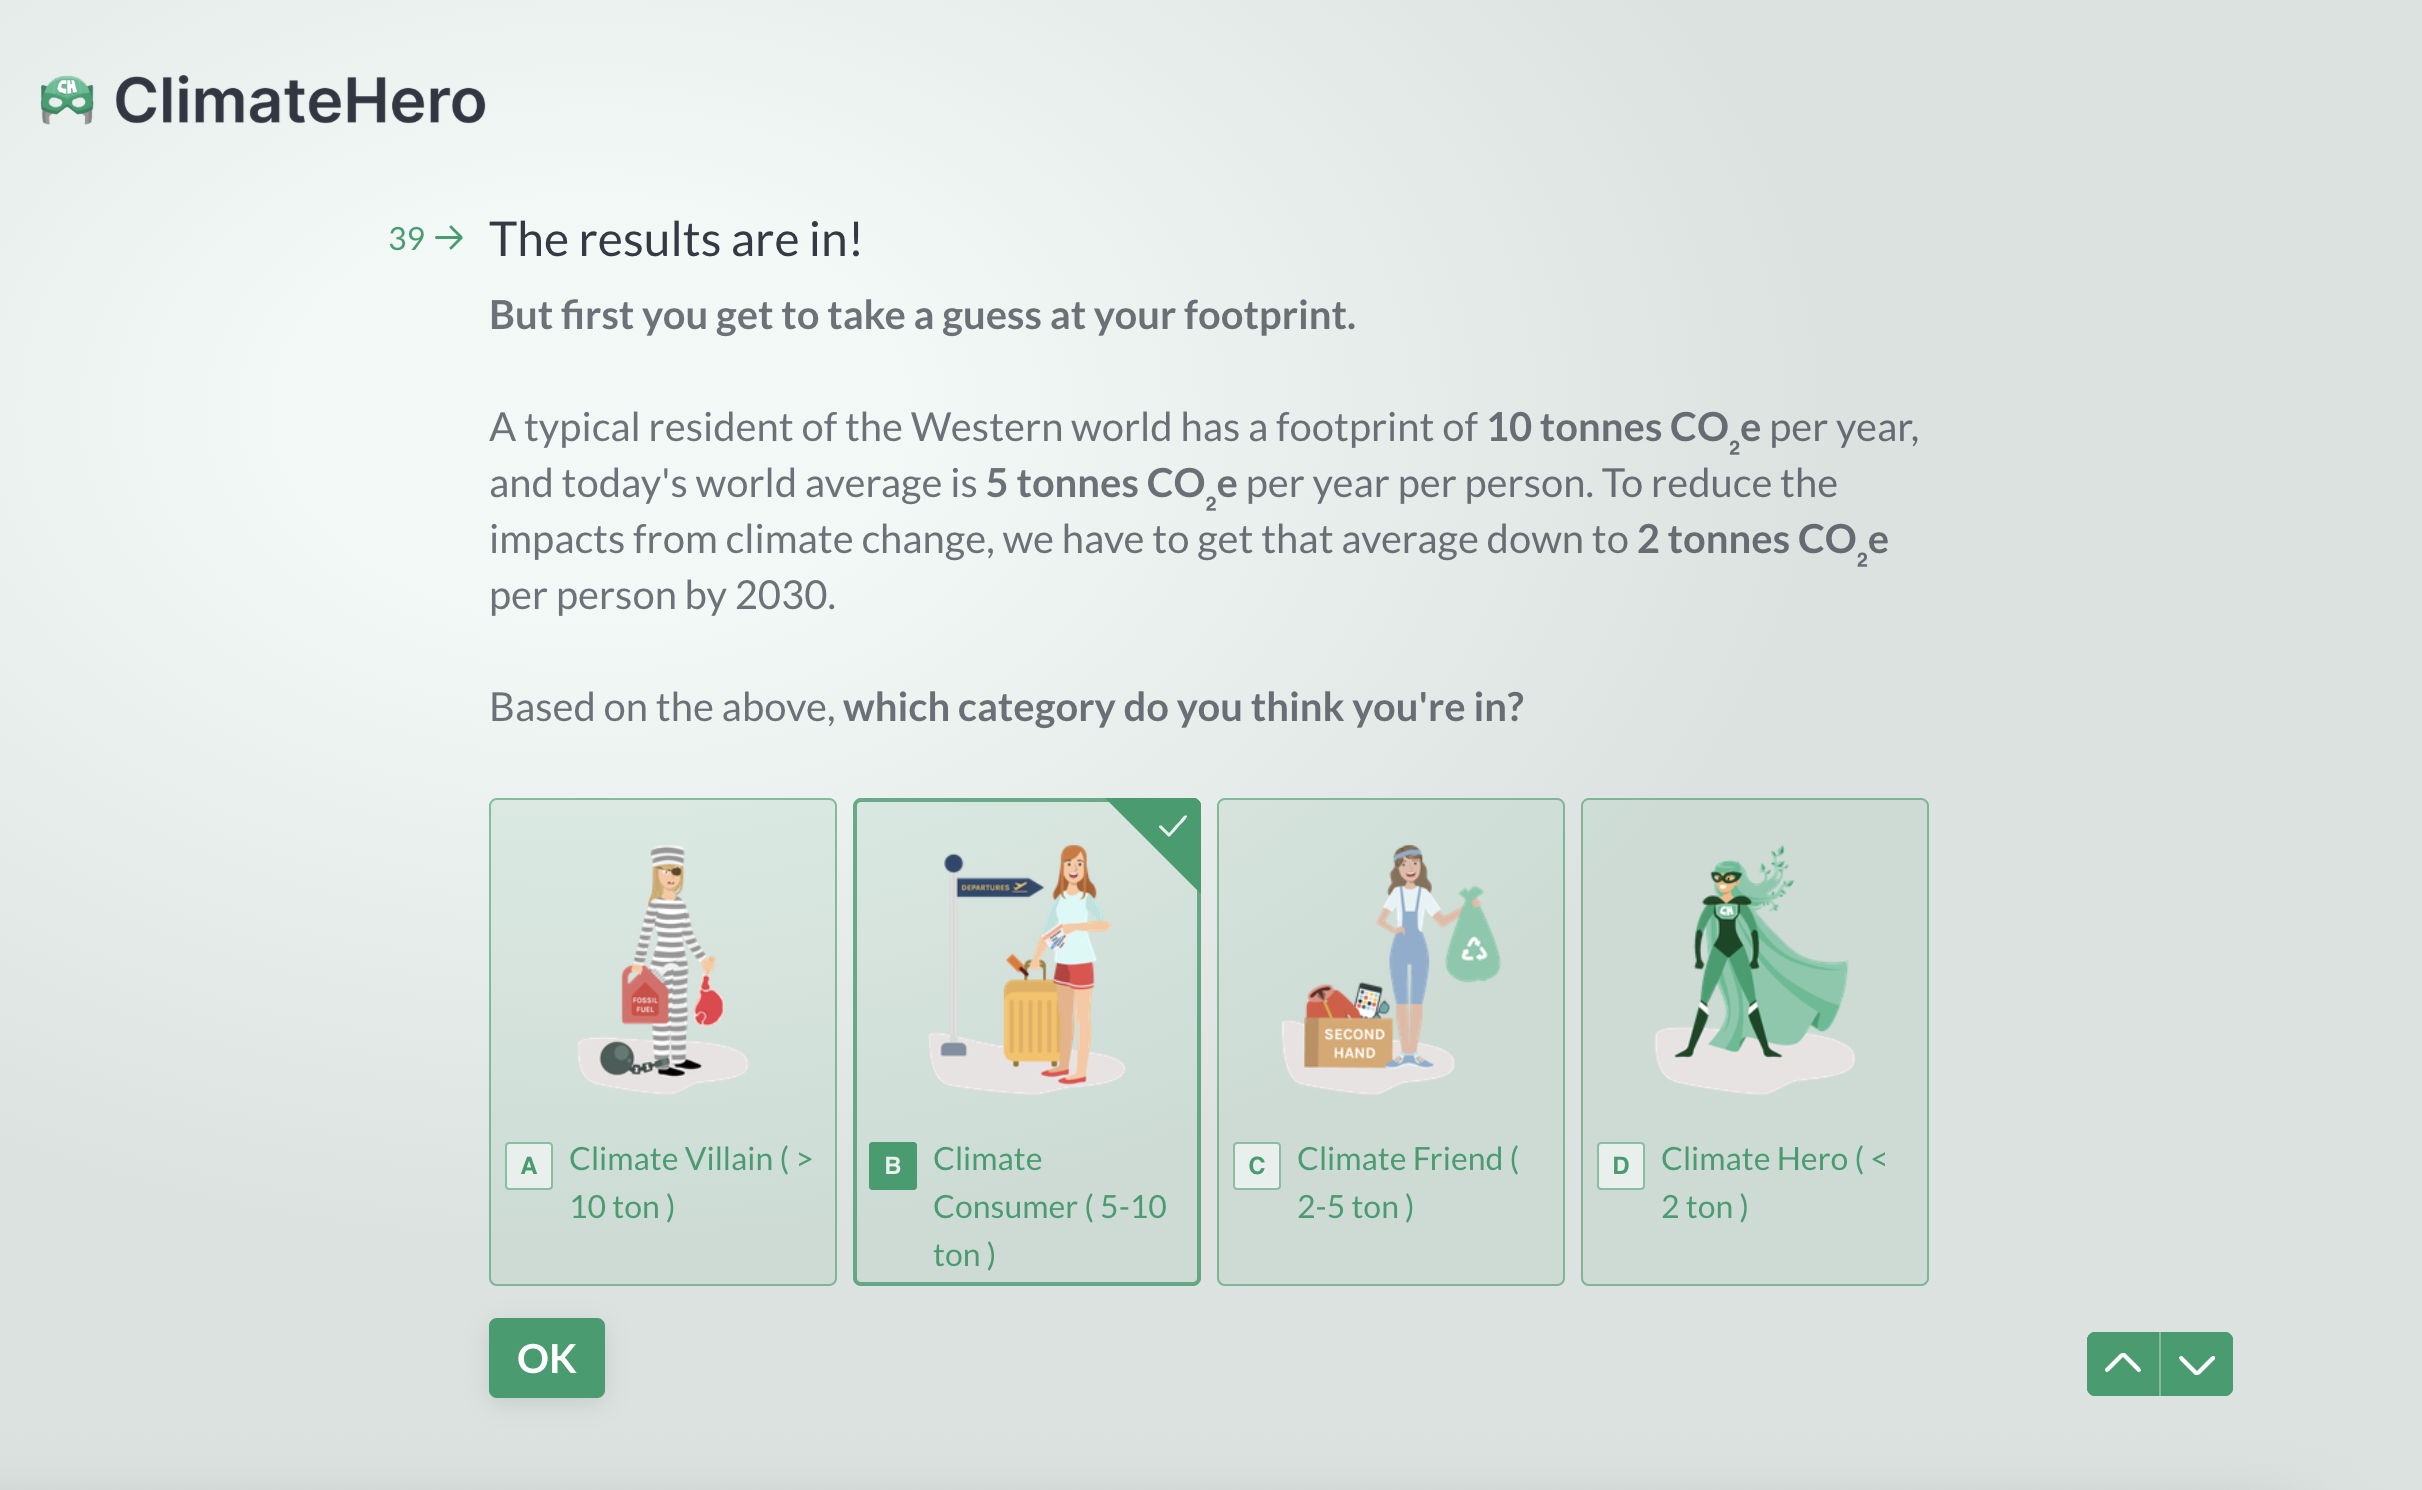 CH
ClimateHero
39 → The results are in!
But first you get to take a guess at your footprint.
A typical resident of the Western world has a footprint of 10 tonnes CO₂e per year,
and today's world average is 5 tonnes CO₂e per year per person. To reduce the
impacts from climate change, we have to get that average down to 2 tonnes CO₂e
per person by 2030.
Based on the above, which category do you think you're in?
FOSSIL
FUEL
A Climate Villain ( >
10 ton )
DEPARTURES
B Climate
Consumer ( 5-10
ton )
SECOND
HAND
C Climate Friend (
2-5 ton )
CH
D Climate Hero ( <
2 ton )
OK